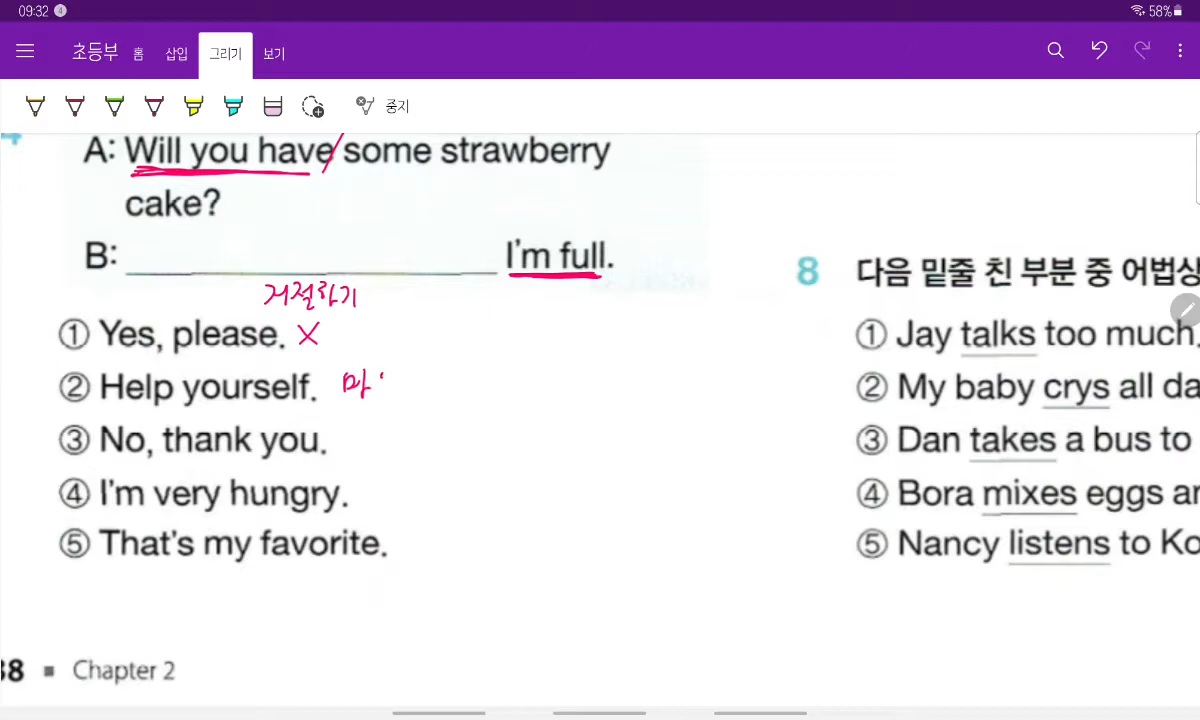 09:32 4 58%
초등부 홈 삽입 그리기 보기
중지
4
A: Will you have some strawberry
cake?
B: I'm full.
거절하기
① Yes, please. X
② Help yourself. 마
③ No, thank you.
④ I'm very hungry.
⑤ That's my favorite.
38 ■ Chapter 2
8 다음 밑줄 친 부분 중 어법상
① Jay talks too much.
② My baby crys all da
③ Dan takes a bus to
④ Bora mixes eggs an
⑤ Nancy listens to Ko